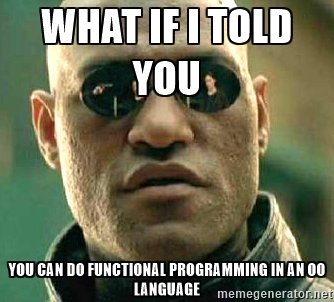 WHAT IF I TOLD
YOU
YOU CAN DO FUNCTIONAL PROGRAMMING IN AN OO
LANGUAGE
memegenerator.net